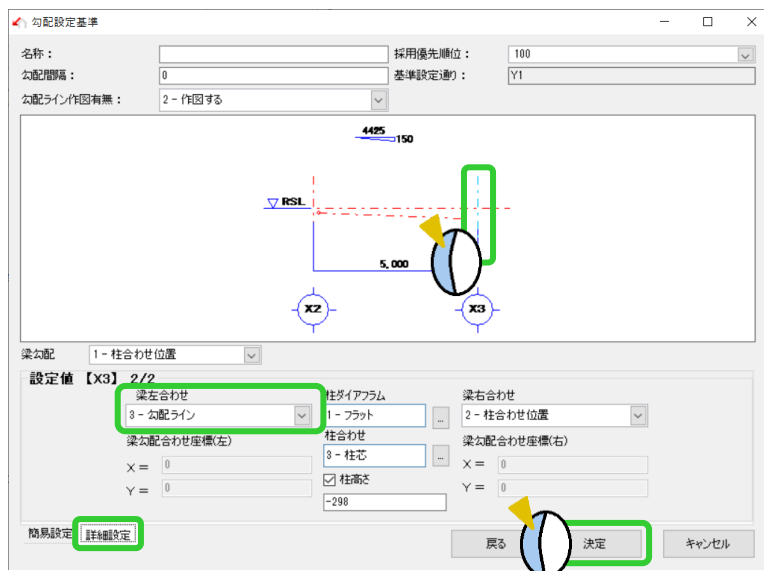 勾配設定基準
名称：
採用優先順位： 100
勾配間隔： 0
基準設定通り： Y1
勾配ライン作図有無： 2 - 作図する
4425
150
RSL
5,000
X2 X3
梁勾配 1 - 柱合わせ位置
設定値 【X3】 2/2
梁左合わせ 柱ダイアフラム 梁右合わせ
3 - 勾配ライン 1 - フラット ... 2 - 柱合わせ位置
梁勾配合わせ座標(左) 柱合わせ 梁勾配合わせ座標(右)
3 - 柱芯 ...
X = 0 X = 0
柱高さ
Y = 0 Y = 0
-298
簡易設定 詳細設定 戻る 決定 キャンセル